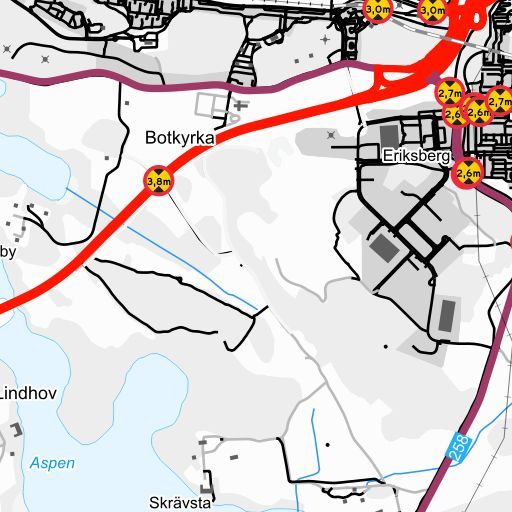 3,0m
3,0m
2,7m
2,7m
2,6
2,6m
Botkyrka
Eriksberg
2,6m
3,8m
by
Lindhov
258
Aspen
Skrävsta